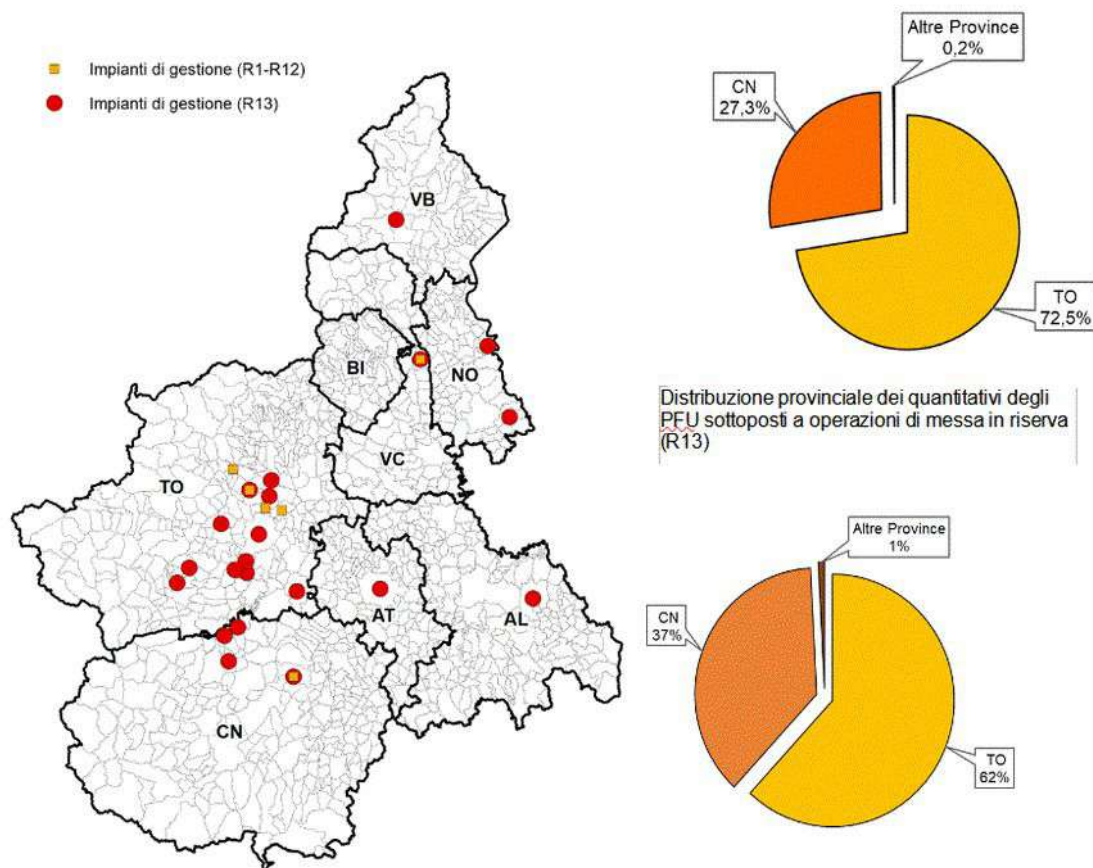 Impianti di gestione (R1-R12)
Impianti di gestione (R13)
VB
BI
NO
VC
TO
AT
AL
CN
Altre Province
0,2%
CN
27,3%
TO
72,5%
Distribuzione provinciale dei quantitativi degli
PFU sottoposti a operazioni di messa in riserva
(R13)
Altre Province
1%
CN
37%
TO
62%